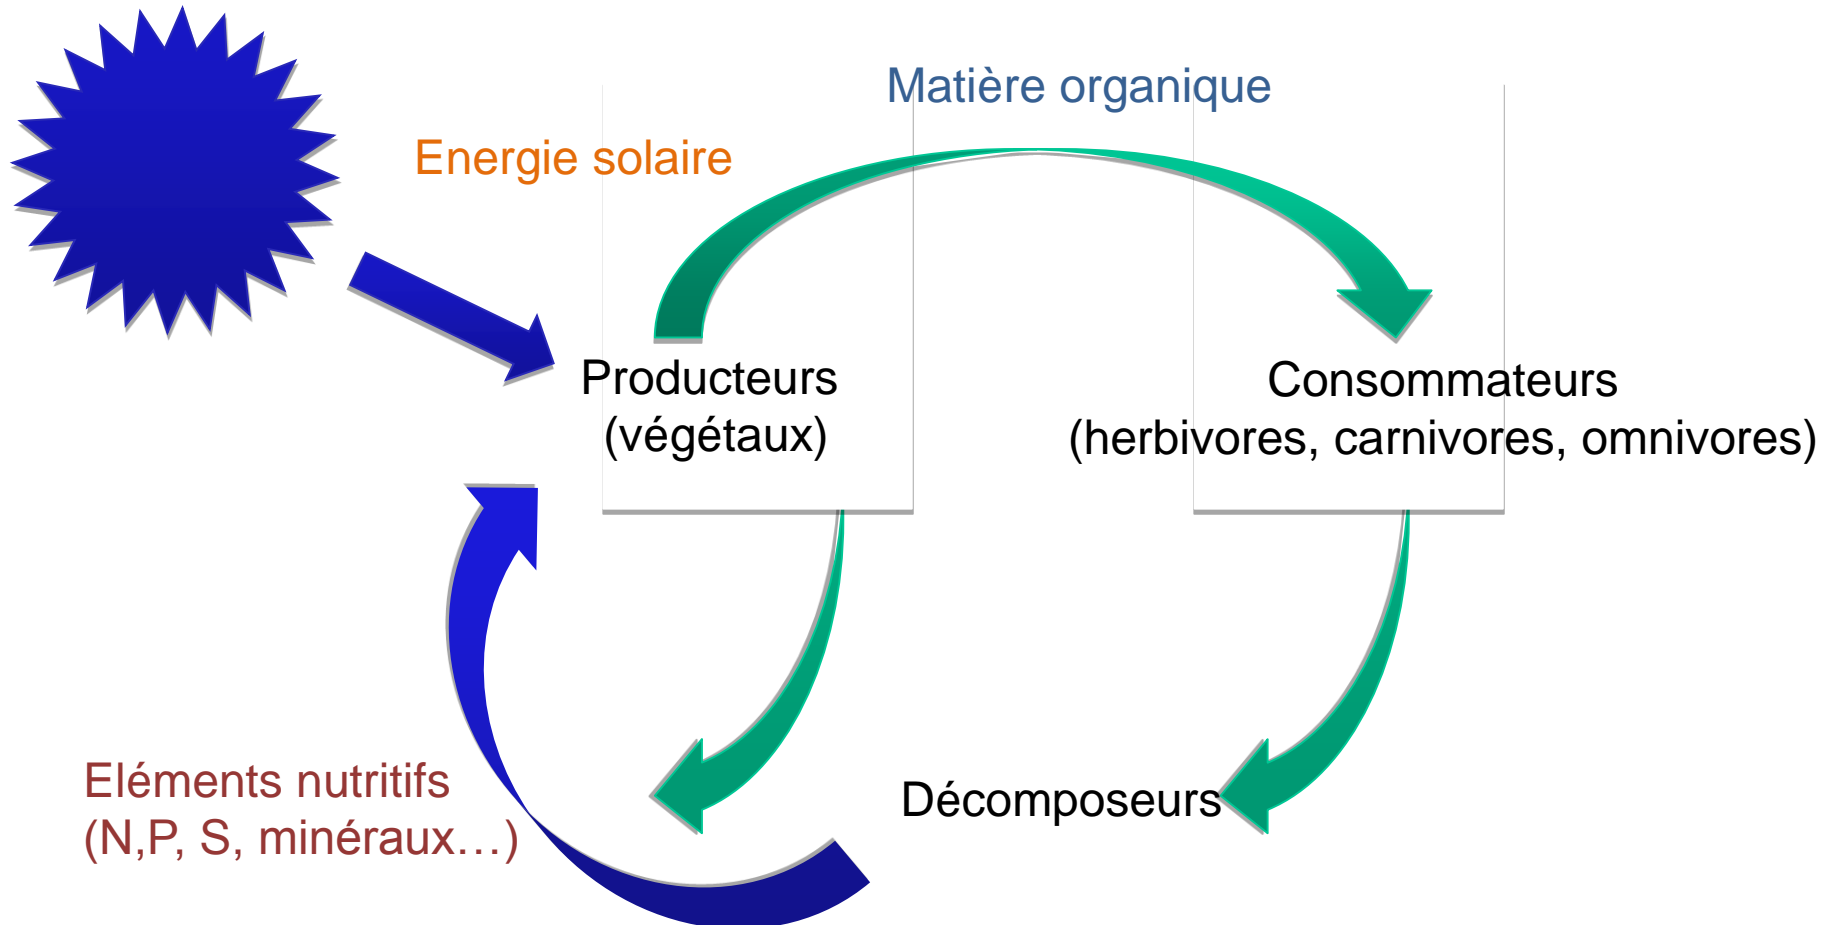 Matière organique
Energie solaire
Producteurs
(végétaux)
Consommateurs
(herbivores, carnivores, omnivores)
Eléments nutritifs
(N,P, S, minéraux…)
Décomposeurs